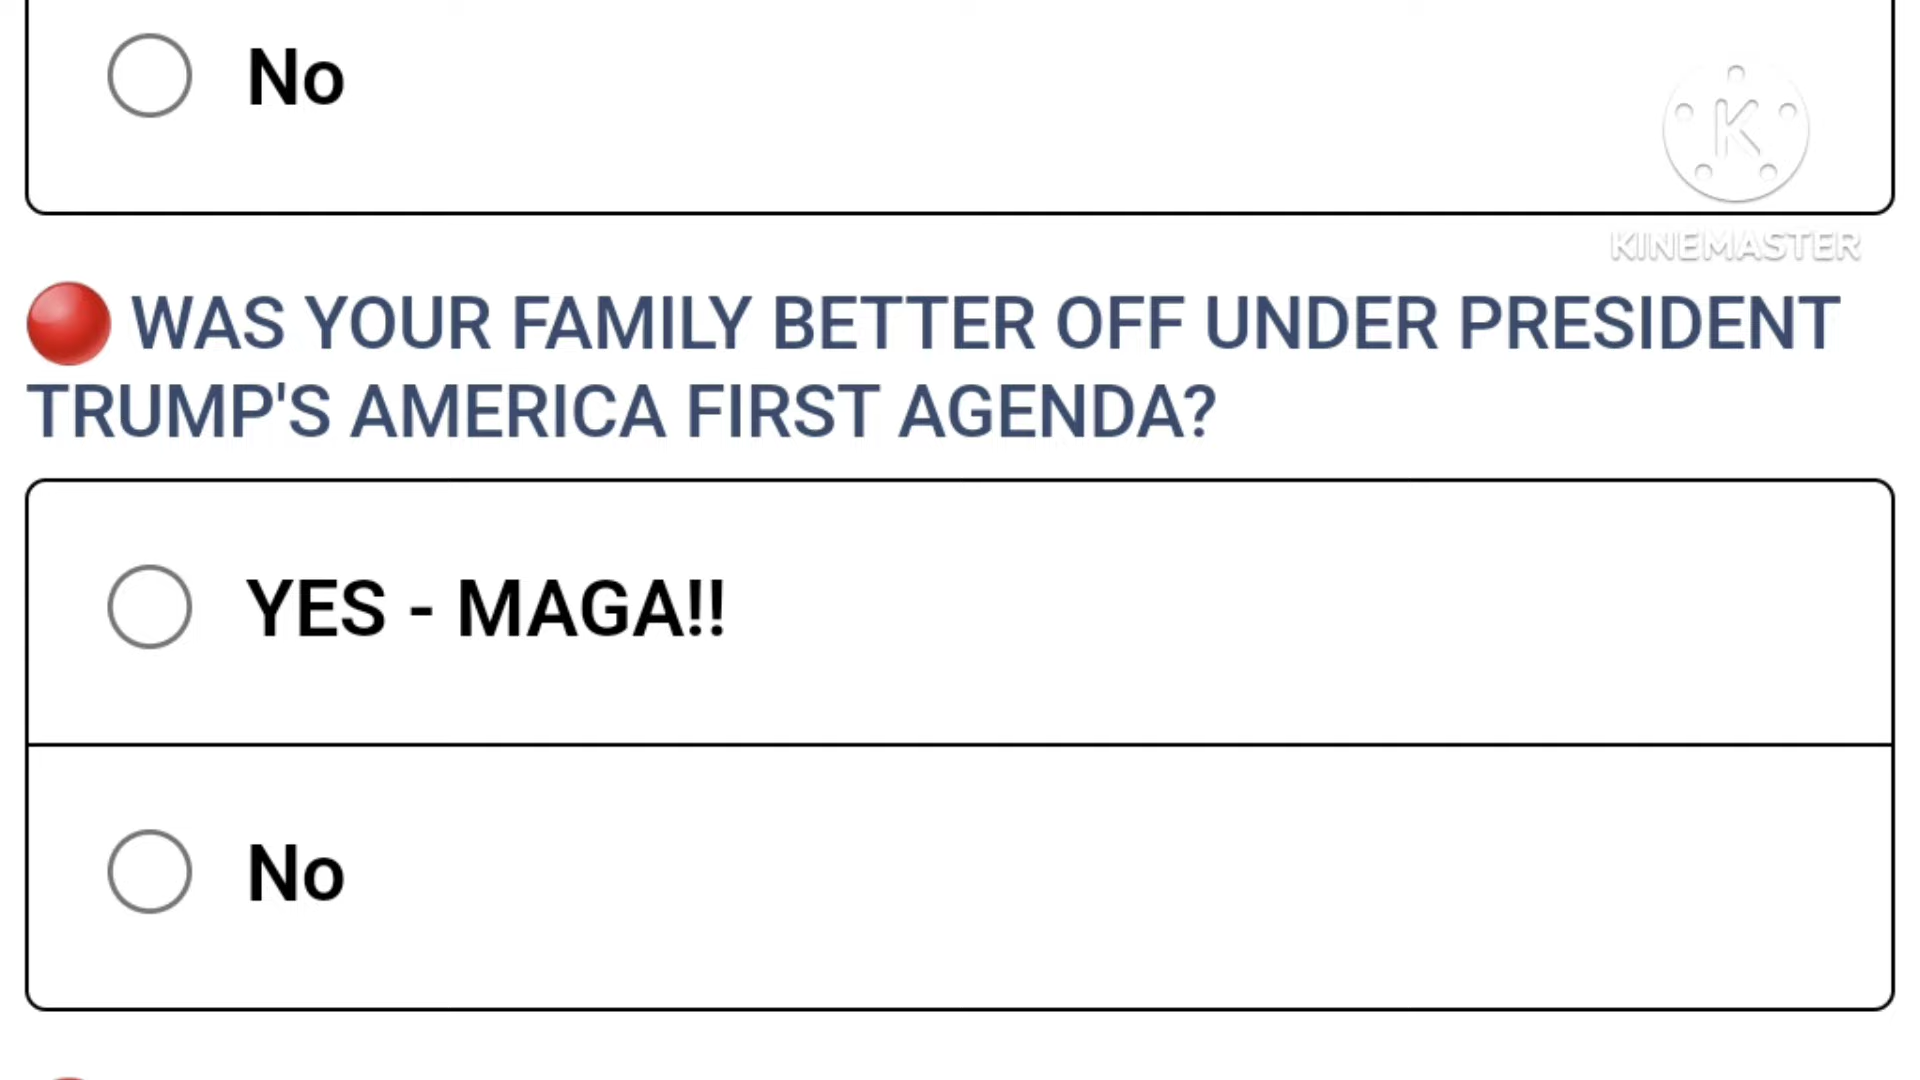 No
K
KINEMASTER
WAS YOUR FAMILY BETTER OFF UNDER PRESIDENT
TRUMP'S AMERICA FIRST AGENDA?
YES - MAGA!!
No